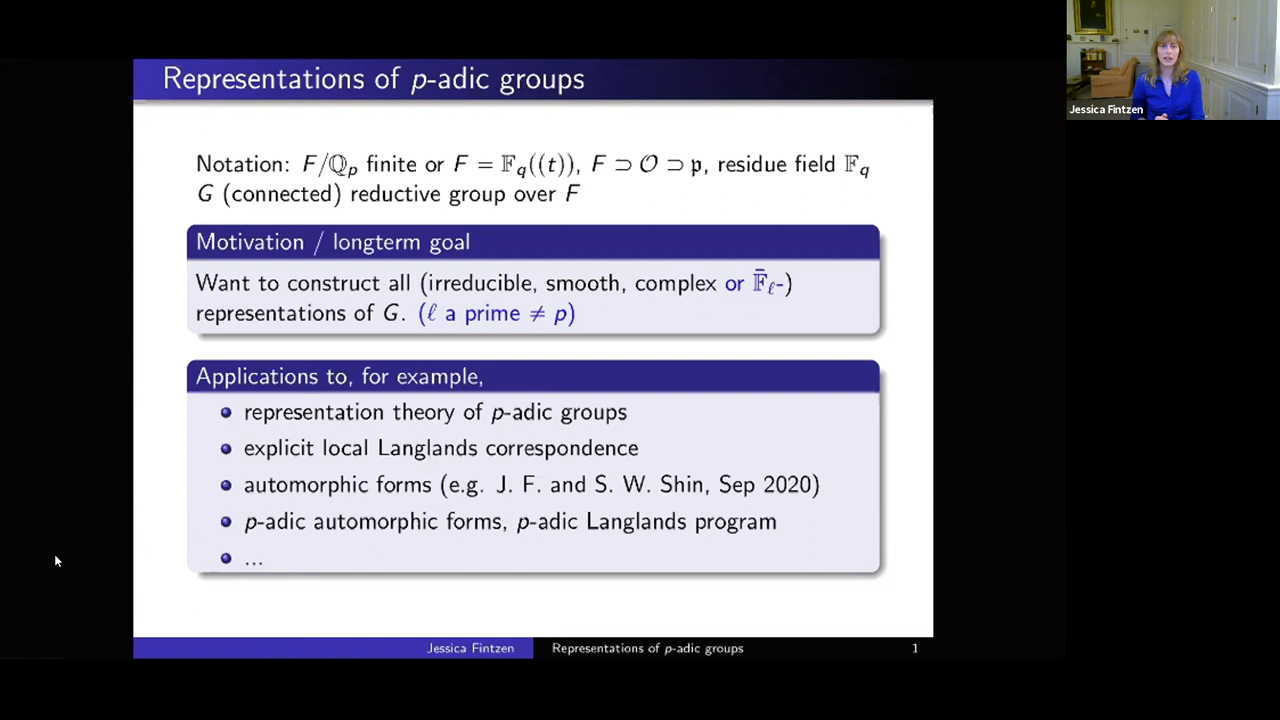 Representations of p-adic groups
Jessica Fintzen
Notation: F/ℚₚ finite or F = 𝔽_q((t)), F ⊃ 𝒪 ⊃ 𝔭, residue field 𝔽_q
G (connected) reductive group over F
Motivation / longterm goal
Want to construct all (irreducible, smooth, complex or 𝔽̄_ℓ-)
representations of G. (ℓ a prime ≠ p)
Applications to, for example,
representation theory of p-adic groups
explicit local Langlands correspondence
automorphic forms (e.g. J. F. and S. W. Shin, Sep 2020)
p-adic automorphic forms, p-adic Langlands program
...
Jessica Fintzen Representations of p-adic groups 1